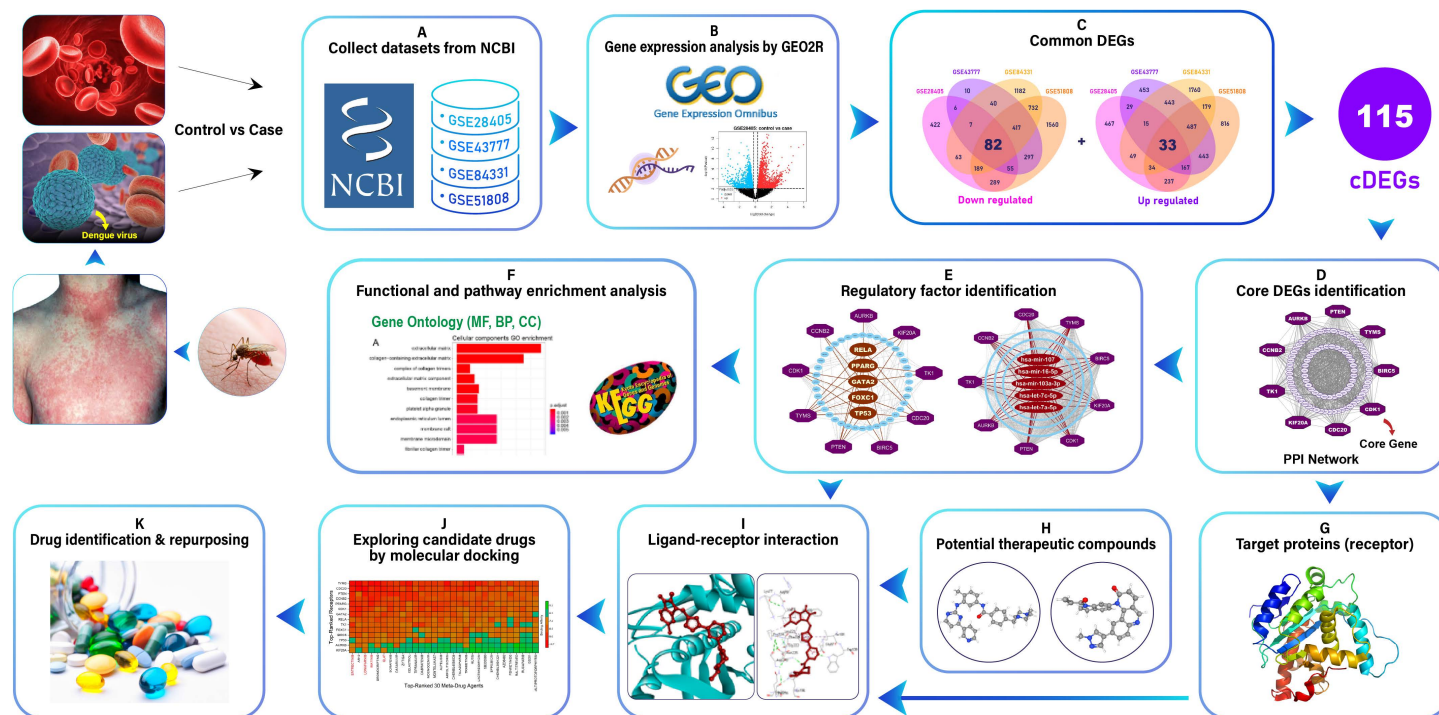 Control vs Case
Dengue virus
A
Collect datasets from NCBI
NCBI
GSE28405
GSE43777
GSE84331
GSE51808
B
Gene expression analysis by GEO2R
GEO
Gene Expression Omnibus
GSE28405: control vs case
C
Common DEGs
GSE43777
GSE84331
GSE28405
GSE51808
10
1182
6
40
732
422
7
417
1560
82
63
297
189
55
289
Down regulated
+
GSE43777
GSE84331
GSE28405
GSE51808
453
1760
29
443
179
467
15
487
816
33
49
443
34
167
237
Up regulated
115
cDEGs
D
Core DEGs identification
PTEN
AURKB
TYMS
CCNB2
BIRC5
TK1
CDK1
KIF20A
CDC20
Core Gene
PPI Network
E
Regulatory factor identification
AURKB
CCNB2
KIF20A
RELA
PPARG
CDK1
GATA2
TK1
FOXC1
TP53
TYMS
CDC20
PTEN
BIRC5
CDC20
TYMS
CCNB2
hsa-mir-107
BIRC5
hsa-mir-16-5p
TK1
hsa-mir-103a-3p
hsa-let-7c-5p
KIF20A
hsa-let-7a-5p
AURKB
CDK1
PTEN
F
Functional and pathway enrichment analysis
Gene Ontology (MF, BP, CC)
A
Cellular components GO enrichment
extracellular matrix
collagen-containing extracellular matrix
complex of collagen trimers
extracellular matrix component
basement membrane
collagen trimer
platelet alpha granule
endoplasmic reticulum lumen
membrane raft
membrane microdomain
fibrillar collagen trimer
p.adjust
KEGG
Kyoto Encyclopedia of Genes and Genomes
G
Target proteins (receptor)
H
Potential therapeutic compounds
I
Ligand-receptor interaction
J
Exploring candidate drugs
by molecular docking
Top-Ranked Receptors
Top-Ranked 30 Meta-Drug Agents
K
Drug identification & repurposing